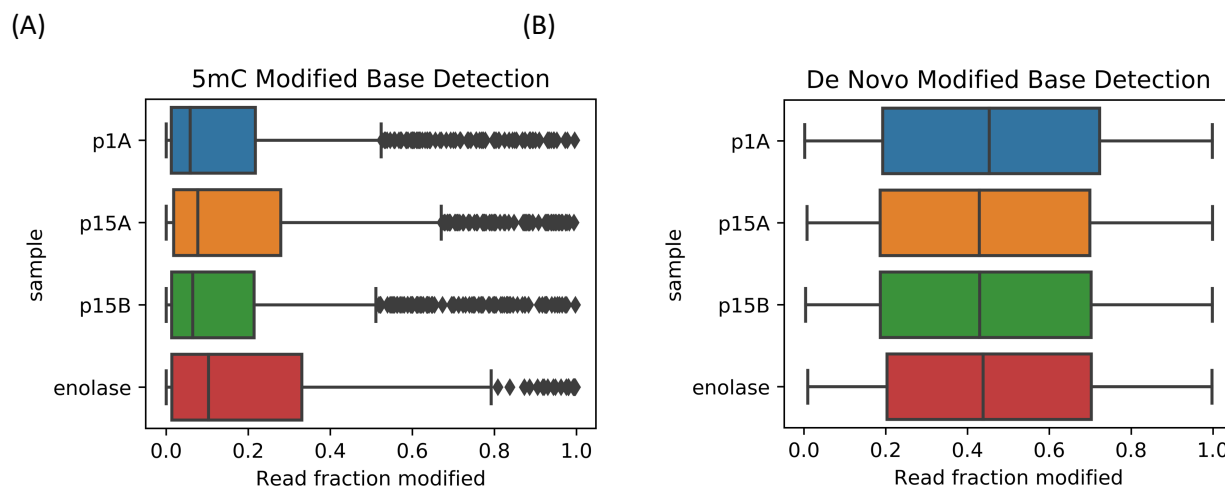 (A)
(B)
5mC Modified Base Detection
sample
p1A
p15A
p15B
enolase
0.0 0.2 0.4 0.6 0.8 1.0
Read fraction modified
De Novo Modified Base Detection
sample
p1A
p15A
p15B
enolase
0.0 0.2 0.4 0.6 0.8 1.0
Read fraction modified